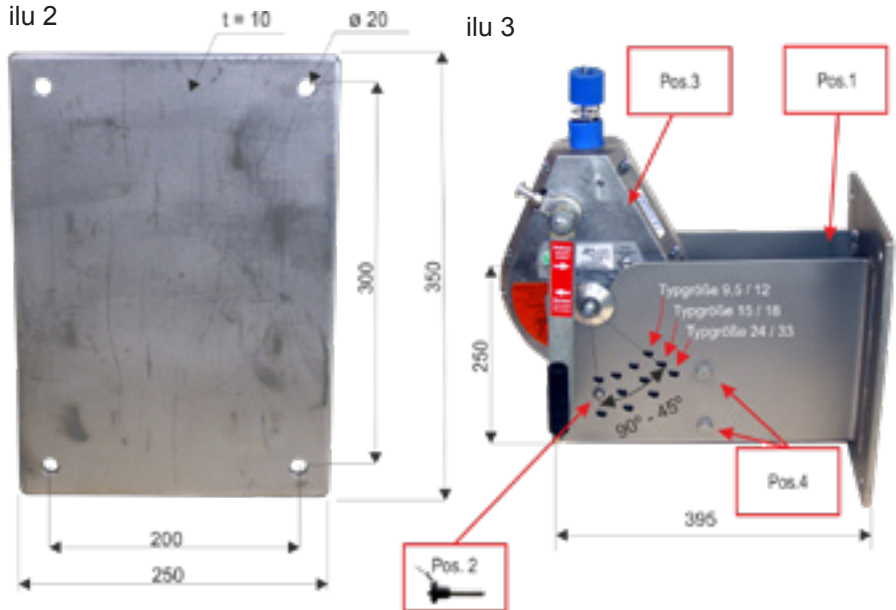 ilu 2
t = 10
ø 20
300
350
200
250
ilu 3
Pos.3
Pos.1
Typgröße 9,5 / 12
Typgröße 15 / 18
Typgröße 24 / 33
250
90° - 45°
Pos.4
395
Pos. 2